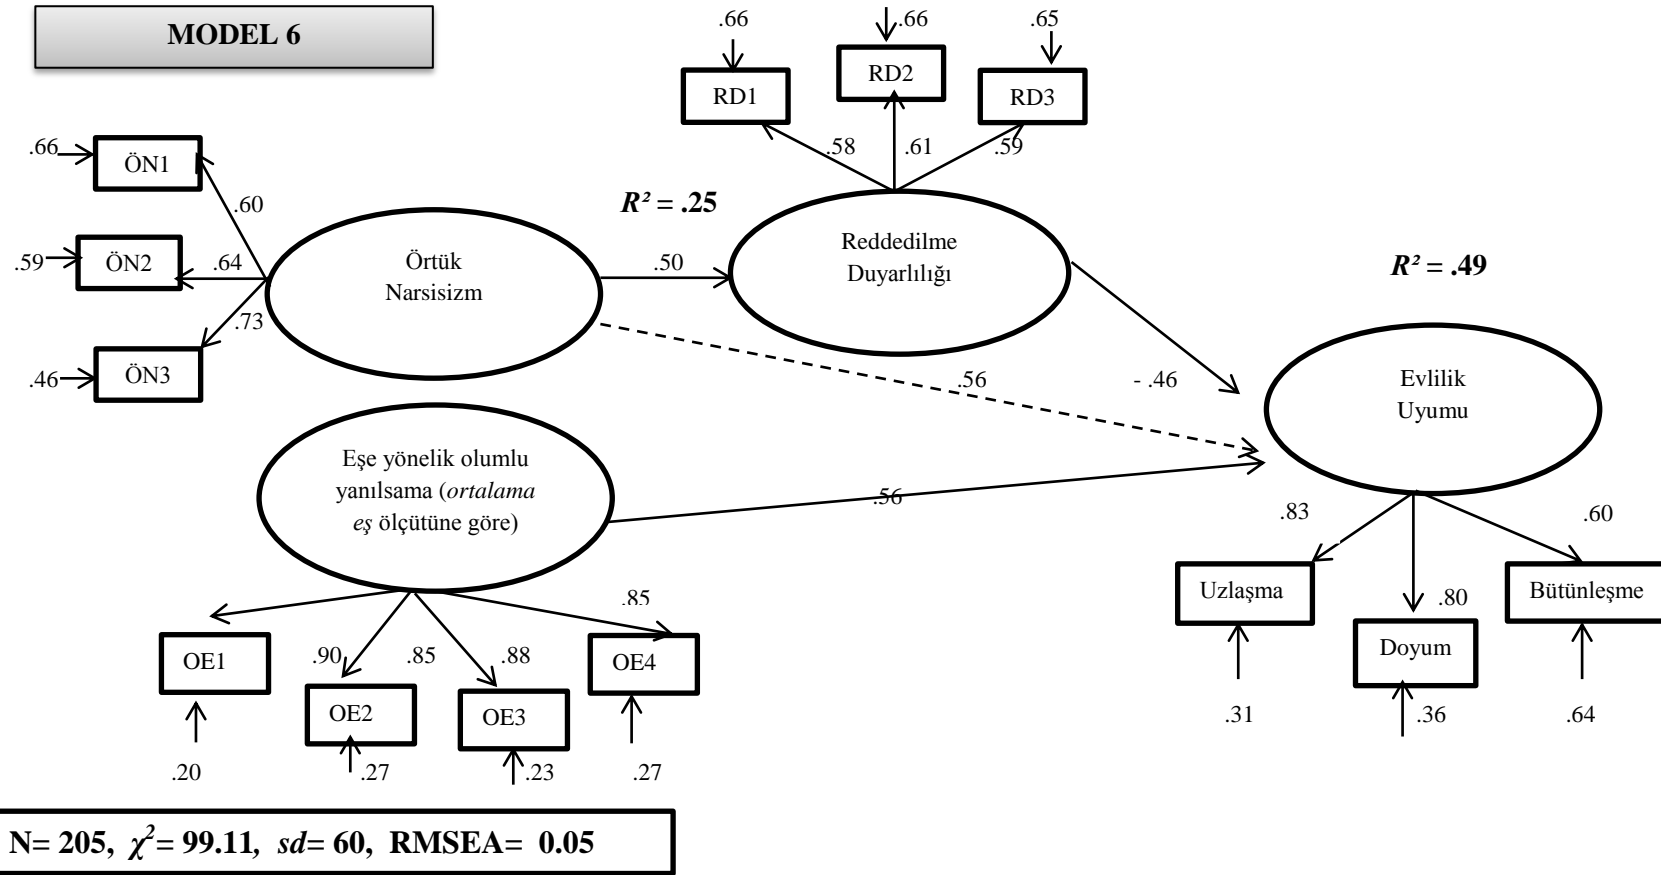 MODEL 6
.66
.66
.65
RD1
RD2
RD3
.58
.61
.59
.66
ÖN1
.60
.59
ÖN2
.64
.73
.46
ÖN3
Örtük
Narsisizm
R² = .25
.50
Reddedilme
Duyarlılığı
R² = .49
.56
- .46
Evlilik
Uyumu
Eşe yönelik olumlu
yanılsama (ortalama
eş ölçütüne göre)
.56
.83
.60
Uzlaşma
.80
Bütünleşme
Doyum
.31
.36
.64
.85
OE1
.90
.85
.88
OE4
OE2
OE3
.20
.27
.23
.27
N= 205, χ²= 99.11, sd= 60, RMSEA= 0.05